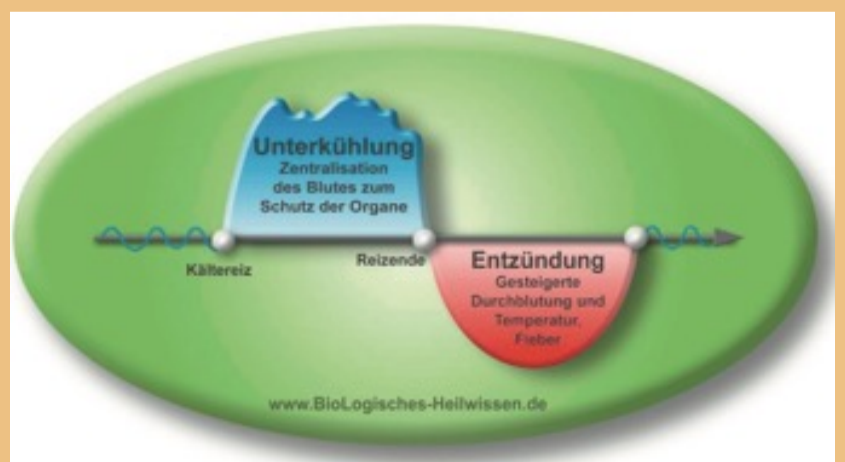 Unterkühlung
Zentralisation
des Blutes zum
Schutz der Organe
Kältereiz
Reizende
Entzündung
Gesteigerte
Durchblutung und
Temperatur,
Fieber
www.BioLogisches-Heilwissen.de